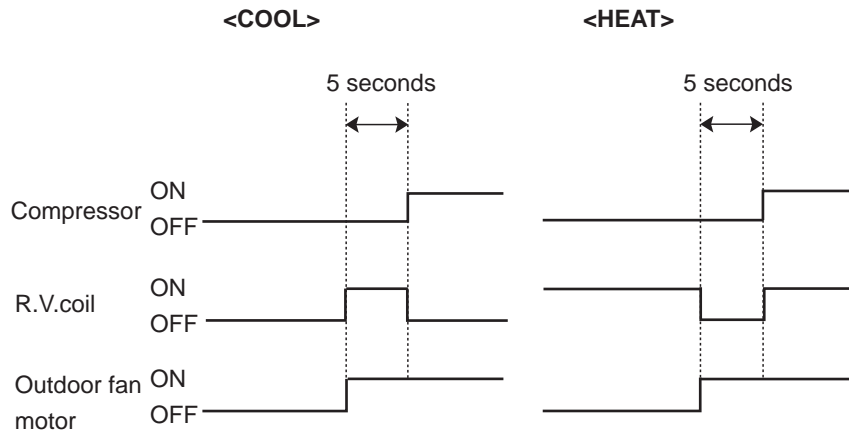 <COOL> <HEAT>
5 seconds 5 seconds
ON
Compressor
OFF
ON
R.V.coil
OFF
Outdoor fan ON
motor OFF